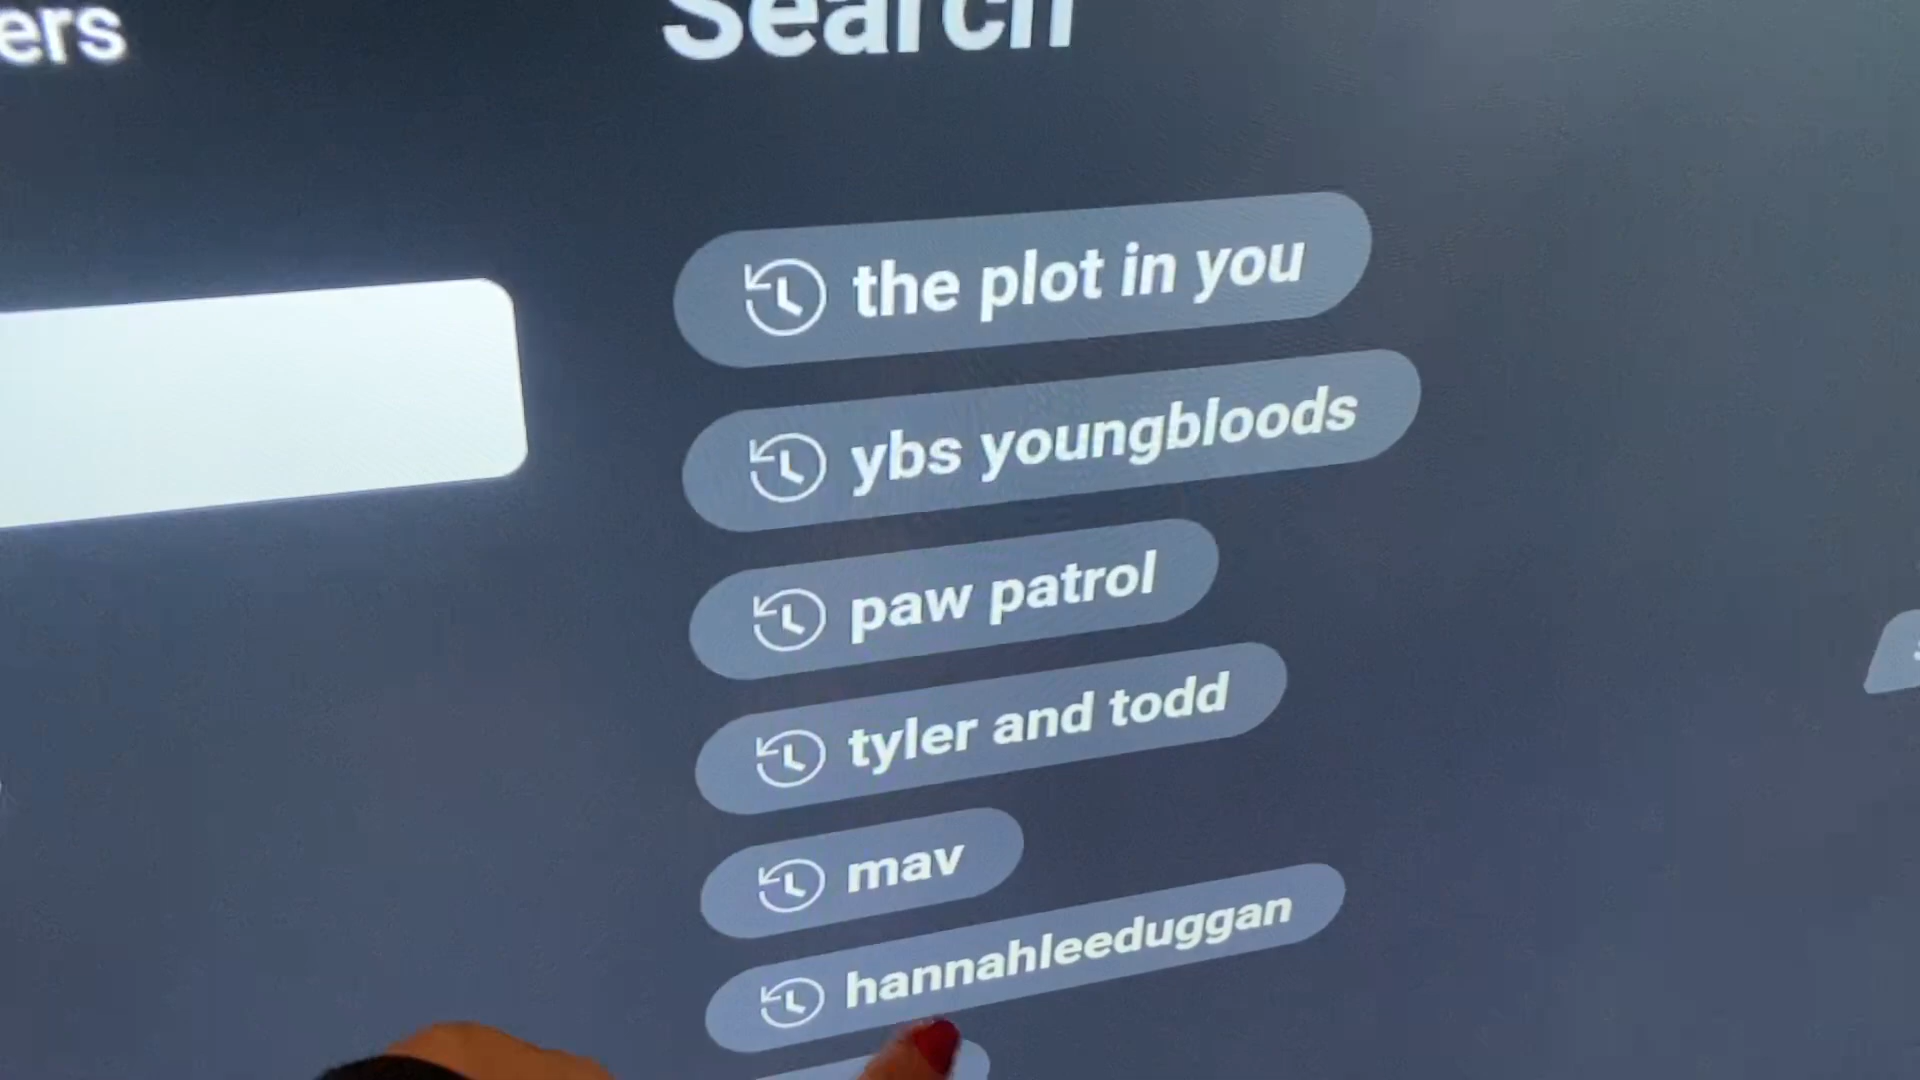 ers
Search
the plot in you
ybs youngbloods
paw patrol
tyler and todd
mav
hannahleeduggan